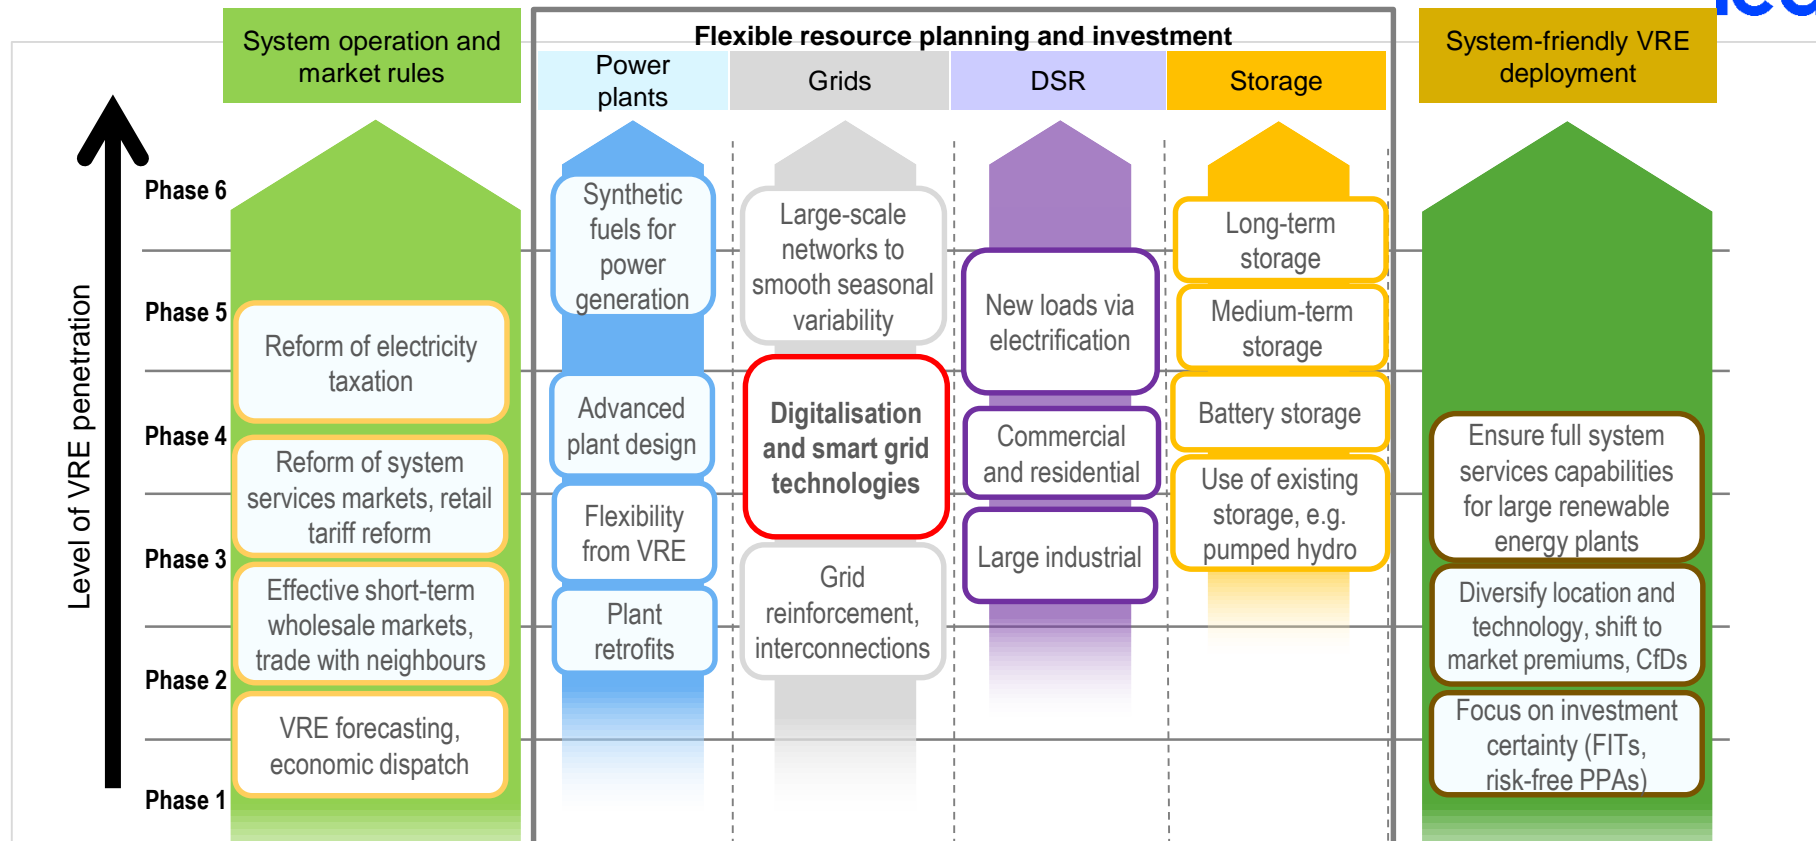 System operation and
market rules
Flexible resource planning and investment
System-friendly VRE
deployment
Power
plants
Grids
DSR
Storage
Level of VRE penetration
Phase 6
Phase 5
Phase 4
Phase 3
Phase 2
Phase 1
Reform of electricity
taxation
Reform of system
services markets, retail
tariff reform
Effective short-term
wholesale markets,
trade with neighbours
VRE forecasting,
economic dispatch
Synthetic
fuels for
power
generation
Advanced
plant design
Flexibility
from VRE
Plant
retrofits
Large-scale
networks to
smooth seasonal
variability
Digitalisation
and smart grid
technologies
Grid
reinforcement,
interconnections
New loads via
electrification
Commercial
and residential
Large industrial
Long-term
storage
Medium-term
storage
Battery storage
Use of existing
storage, e.g.
pumped hydro
Ensure full system
services capabilities
for large renewable
energy plants
Diversify location and
technology, shift to
market premiums, CfDs
Focus on investment
certainty (FITs,
risk-free PPAs)